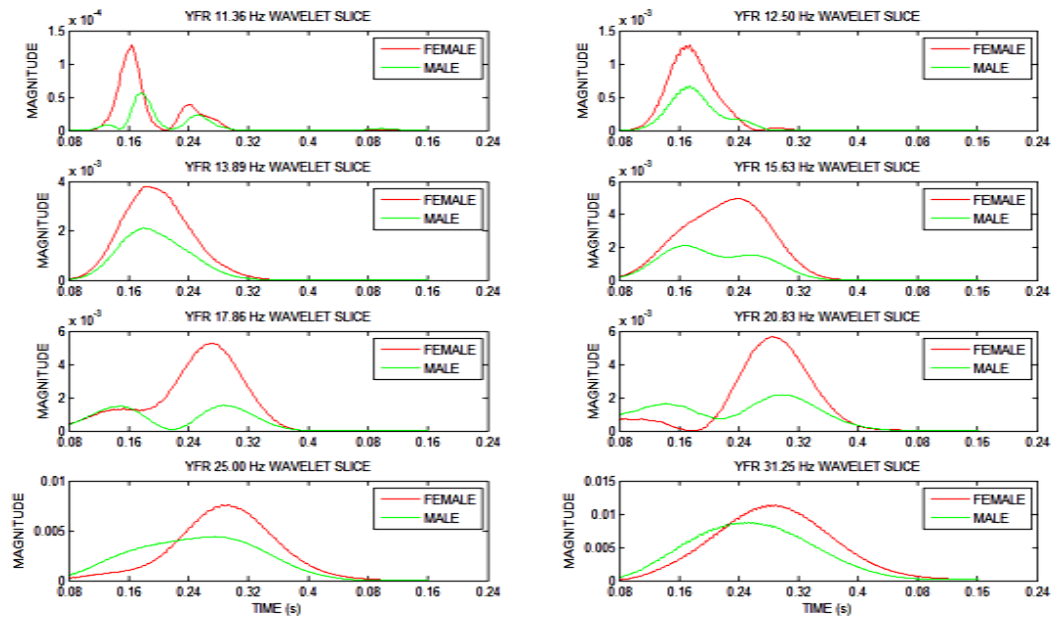 x 10⁻⁴ YFR 11.36 Hz WAVELET SLICE
MAGNITUDE
1.5
1
0.5
0
0.08 0.16 0.24 0.32 0.4 0.08 0.16 0.24
FEMALE
MALE
x 10⁻³ YFR 12.50 Hz WAVELET SLICE
MAGNITUDE
1.5
1
0.5
0
0.08 0.16 0.24 0.32 0.4 0.08 0.16 0.24
FEMALE
MALE
x 10⁻³ YFR 13.89 Hz WAVELET SLICE
MAGNITUDE
4
2
0
0.08 0.16 0.24 0.32 0.4 0.08 0.16 0.24
FEMALE
MALE
x 10⁻³ YFR 15.63 Hz WAVELET SLICE
MAGNITUDE
6
4
2
0
0.08 0.16 0.24 0.32 0.4 0.08 0.16 0.24
FEMALE
MALE
x 10⁻³ YFR 17.86 Hz WAVELET SLICE
MAGNITUDE
6
4
2
0
0.08 0.16 0.24 0.32 0.4 0.08 0.16 0.24
FEMALE
MALE
x 10⁻³ YFR 20.83 Hz WAVELET SLICE
MAGNITUDE
6
4
2
0
0.08 0.16 0.24 0.32 0.4 0.08 0.16 0.24
FEMALE
MALE
YFR 25.00 Hz WAVELET SLICE
MAGNITUDE
0.01
0.005
0
0.08 0.16 0.24 0.32 0.4 0.08 0.16 0.24
TIME (s)
FEMALE
MALE
YFR 31.25 Hz WAVELET SLICE
MAGNITUDE
0.015
0.01
0.005
0
0.08 0.16 0.24 0.32 0.4 0.08 0.16 0.24
TIME (s)
FEMALE
MALE